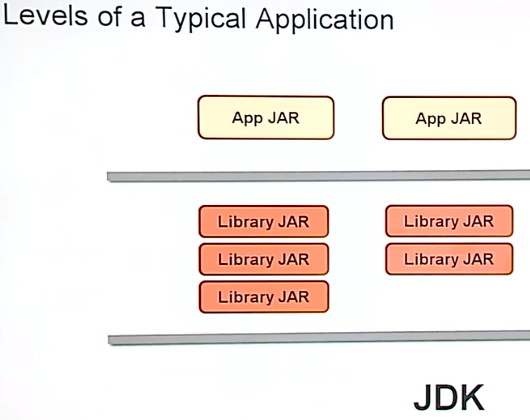 Levels of a Typical Application
App JAR App JAR
Library JAR Library JAR
Library JAR Library JAR
Library JAR
JDK